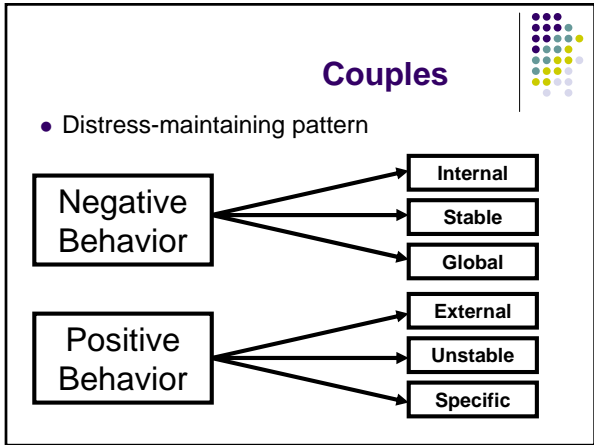 Couples
Distress-maintaining pattern
Negative
Behavior
Internal
Stable
Global
Positive
Behavior
External
Unstable
Specific